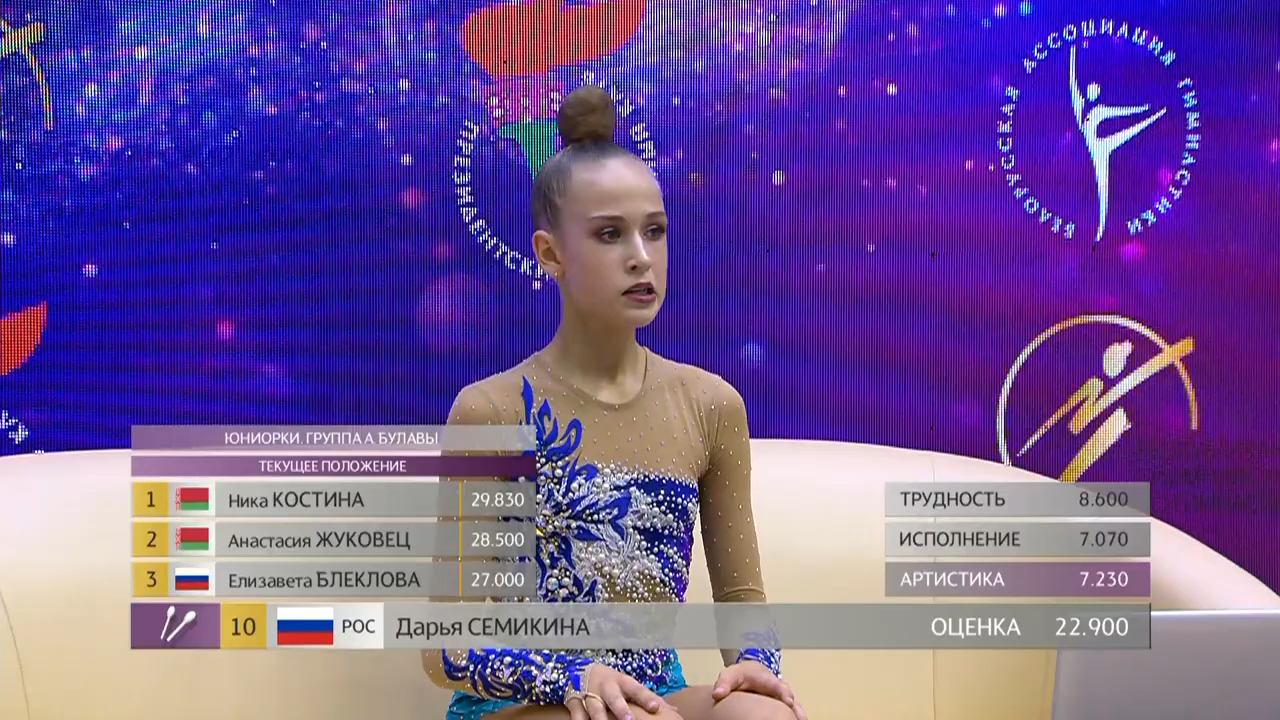 БЕЛОРУССКАЯ АССОЦИАЦИЯ ГИМНАСТИКИ
ЮНИОРКИ. ГРУППА А. БУЛАВЫ
ТЕКУЩЕЕ ПОЛОЖЕНИЕ
1 Ника КОСТИНА 29.830
2 Анастасия ЖУКОВЕЦ 28.500
3 Елизавета БЛЕКЛОВА 27.000
ТРУДНОСТЬ 8.600
ИСПОЛНЕНИЕ 7.070
АРТИСТИКА 7.230
10 РОС Дарья СЕМИКИНА ОЦЕНКА 22.900